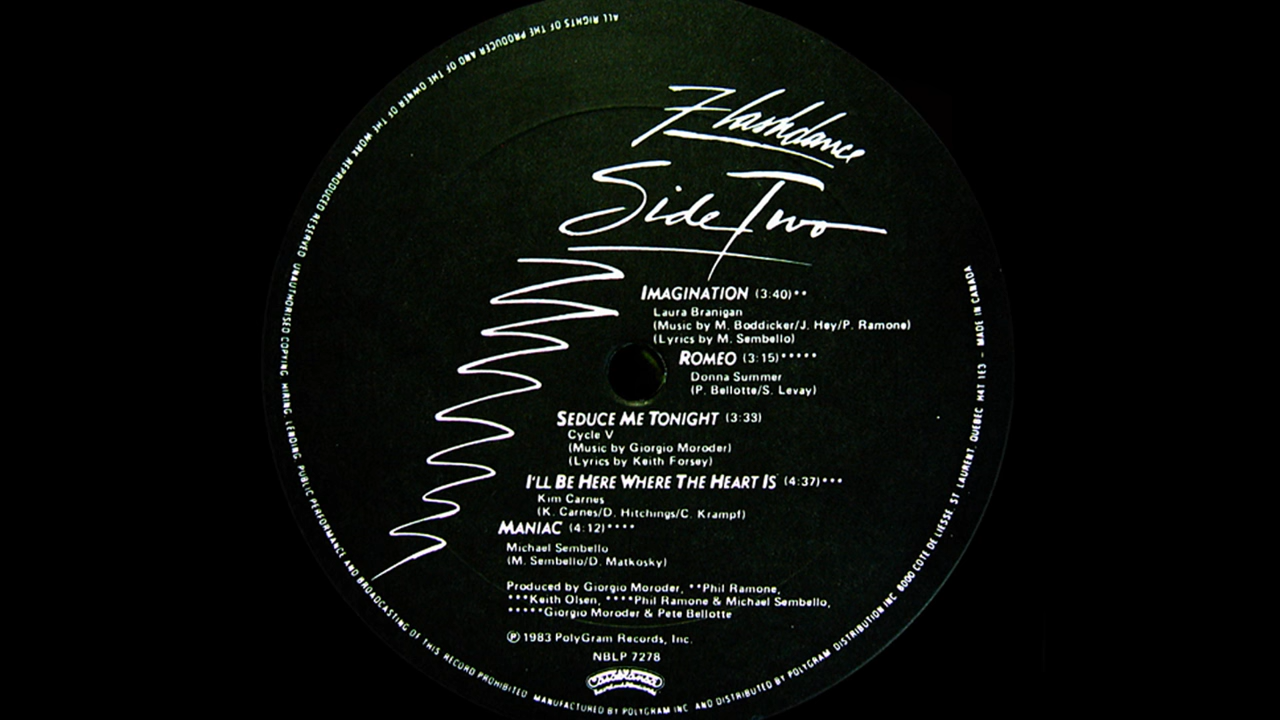 Flashdance
Side Two
IMAGINATION (3:40)**
Laura Branigan
(Music by M. Boddicker/J. Hey/P. Ramone)
(Lyrics by M. Sembello)
ROMEO (3:15)*****
Donna Summer
(P. Bellotte/S. Levay)
SEDUCE ME TONIGHT (3:33)
Cycle V
(Music by Giorgio Moroder)
(Lyrics by Keith Forsey)
I'LL BE HERE WHERE THE HEART IS (4:37)***
Kim Carnes
(K. Carnes/D. Hitchings/C. Krampf)
MANIAC (4:12)****
Michael Sembello
(M. Sembello/D. Matkosky)
Produced by Giorgio Moroder, **Phil Ramone,
***Keith Olsen, ****Phil Ramone & Michael Sembello,
*****Giorgio Moroder & Pete Bellotte
Ⓟ 1983 PolyGram Records, Inc.
NBLP 7278
Casablanca
ALL RIGHTS OF THE PRODUCER AND OF THE OWNER OF THE WORK REPRODUCED RESERVED UNAUTHORISED COPYING, HIRING, LENDING, PUBLIC PERFORMANCE AND BROADCASTING OF THIS RECORD PROHIBITED MANUFACTURED BY POLYGRAM INC. AND DISTRIBUTED BY POLYGRAM DISTRIBUTION INC. 8000 COTE DE LIESSE, ST LAURENT, QUEBEC H4T 1E3 – MADE IN CANADA